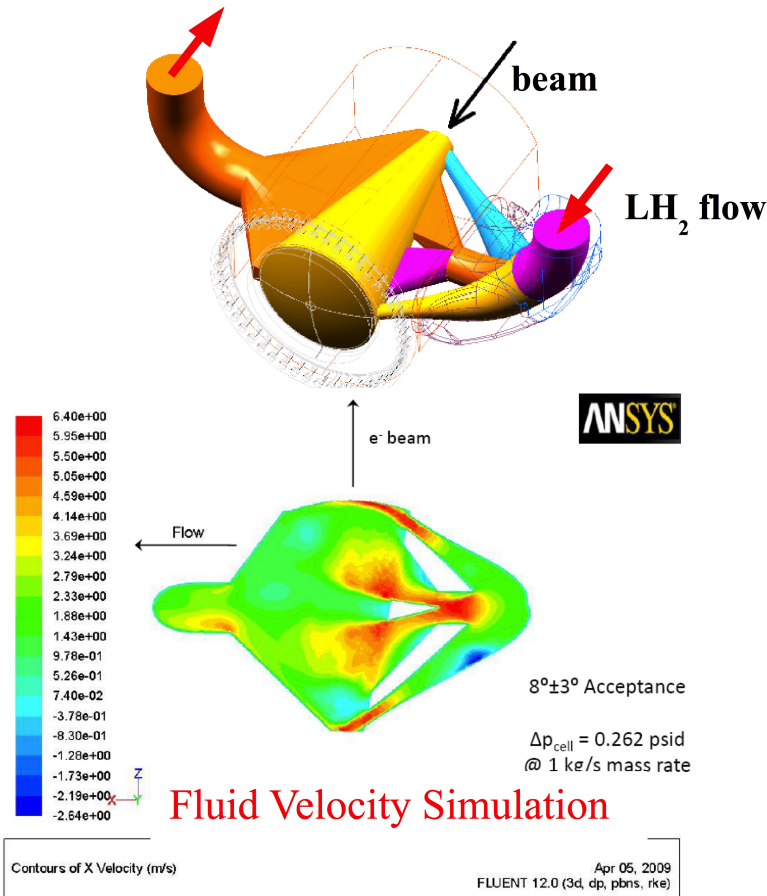 beam
LH₂ flow
ANSYS®
e⁻ beam
Flow
6.40e+00
5.95e+00
5.50e+00
5.05e+00
4.59e+00
4.14e+00
3.69e+00
3.24e+00
2.79e+00
2.33e+00
1.88e+00
1.43e+00
9.78e-01
5.26e-01
7.40e-02
-3.78e-01
-8.30e-01
-1.28e+00
-1.73e+00
-2.19e+00
-2.64e+00
Z
X
Y
8°±3° Acceptance
Δpcell = 0.262 psid
@ 1 kg/s mass rate
Fluid Velocity Simulation
Contours of X Velocity (m/s)
Apr 05, 2009
FLUENT 12.0 (3d, dp, pbns, rke)